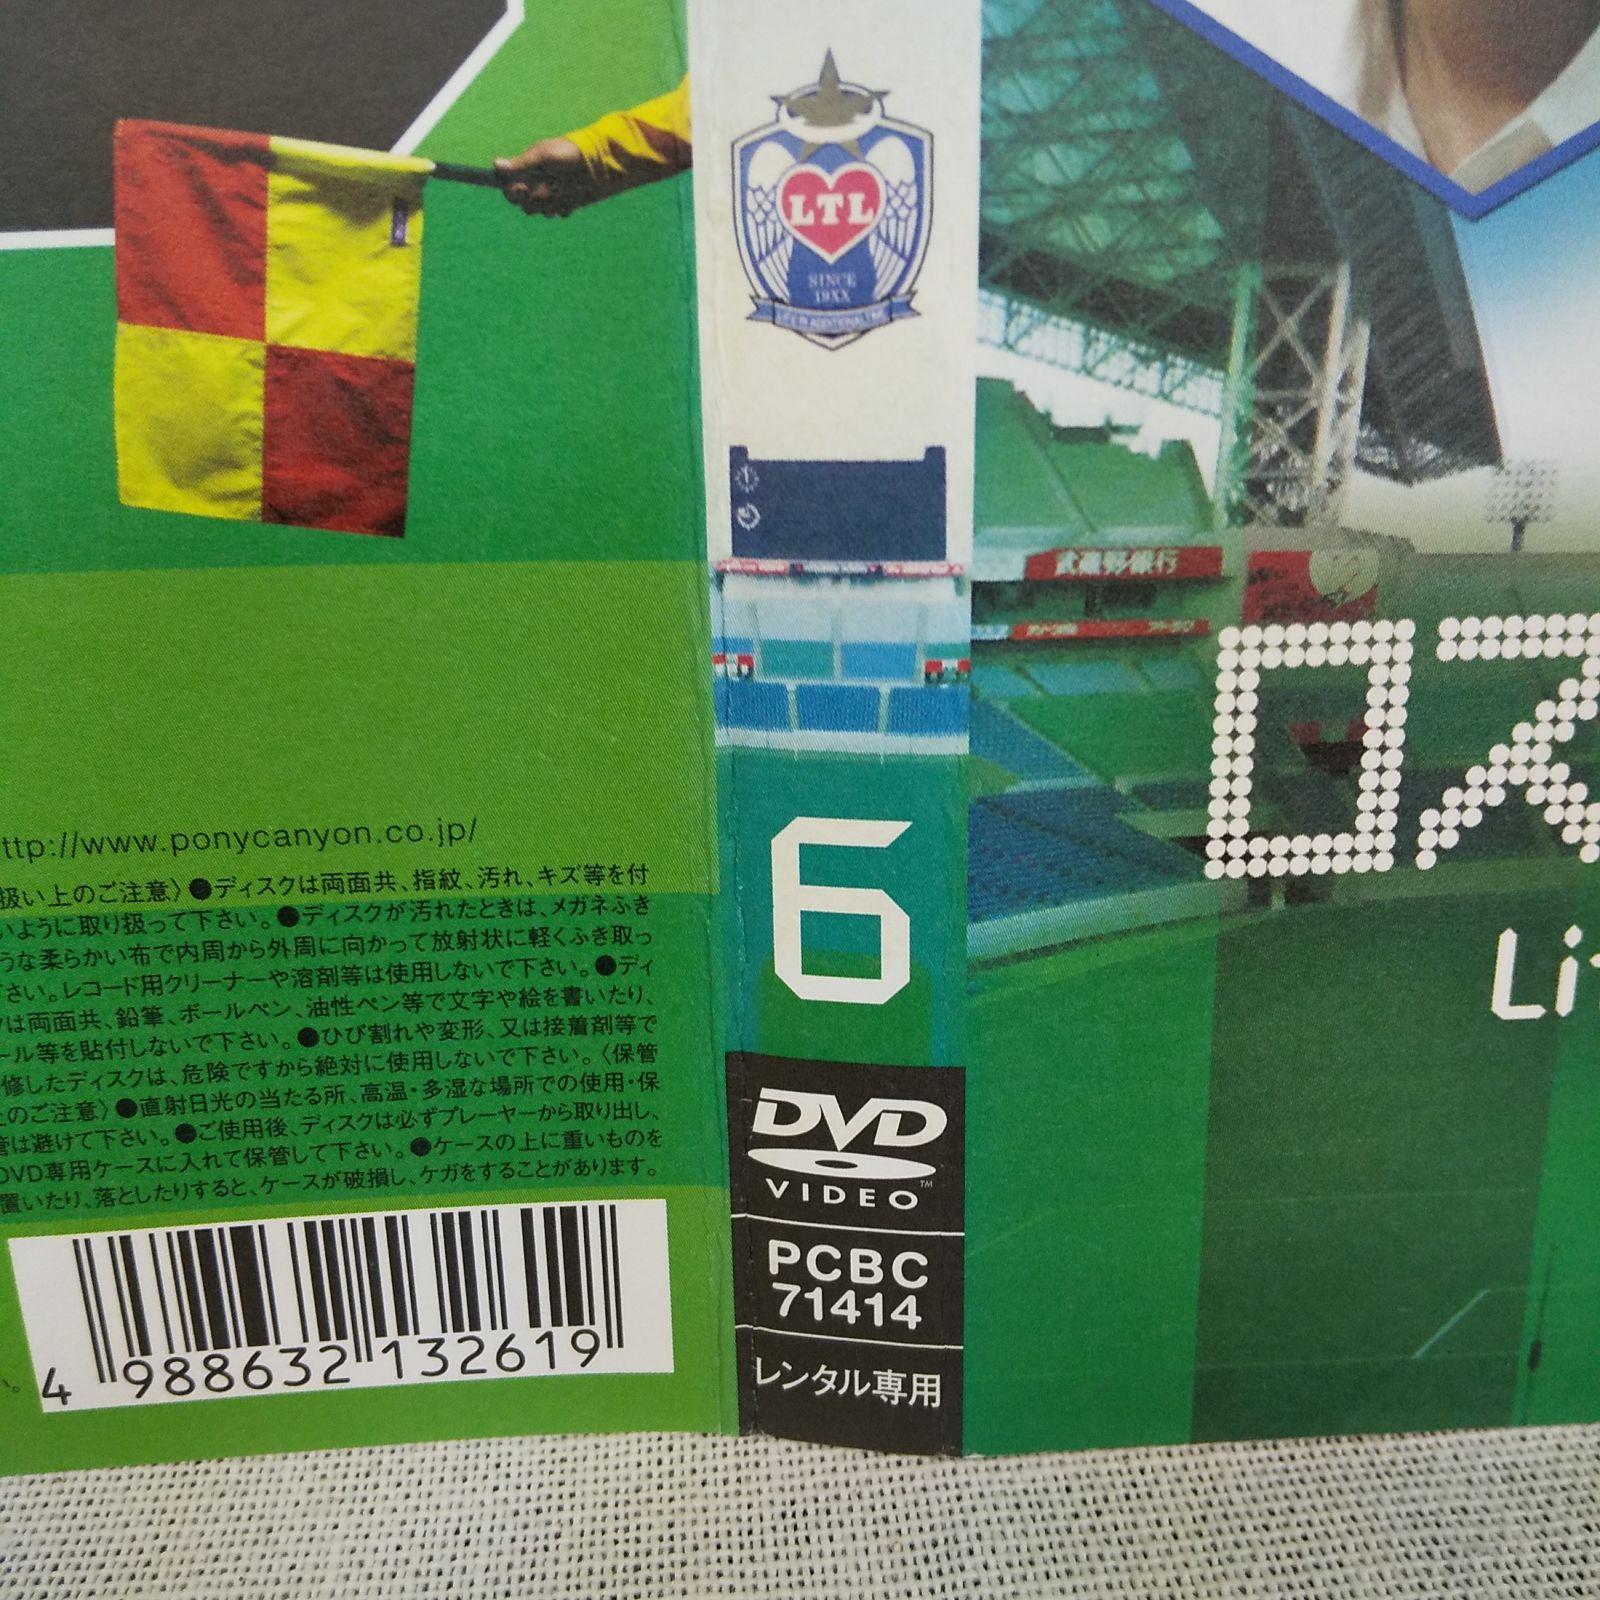 ttp://www.ponycanyon.co.jp/
扱い上のご注意〉●ディスクは両面共、指紋、汚れ、キズ等を付
いように取り扱って下さい。●ディスクが汚れたときは、メガネふき
うな柔らかい布で内周から外周に向かって放射状に軽くふき取っ
さい。レコード用クリーナーや溶剤等は使用しないで下さい。●ディ
クは両面共、鉛筆、ボールペン、油性ペン等で文字や絵を書いたり、
ール等を貼付しないで下さい。●ひび割れや変形、又は接着剤等で
修したディスクは、危険ですから絶対に使用しないで下さい。〈保管
上のご注意〉●直射日光の当たる所、高温・多湿な場所での使用・保
管は避けて下さい。●ご使用後、ディスクは必ずプレーヤーから取り出し、
DVD専用ケースに入れて保管して下さい。●ケースの上に重いものを
置いたり、落としたりすると、ケースが破損し、ケガをすることがあります。
い。
4 988632 132619
LTL
SINCE
19XX
6
DVD
VIDEO™
PCBC
71414
レンタル専用
武蔵野銀行
ロス
Li